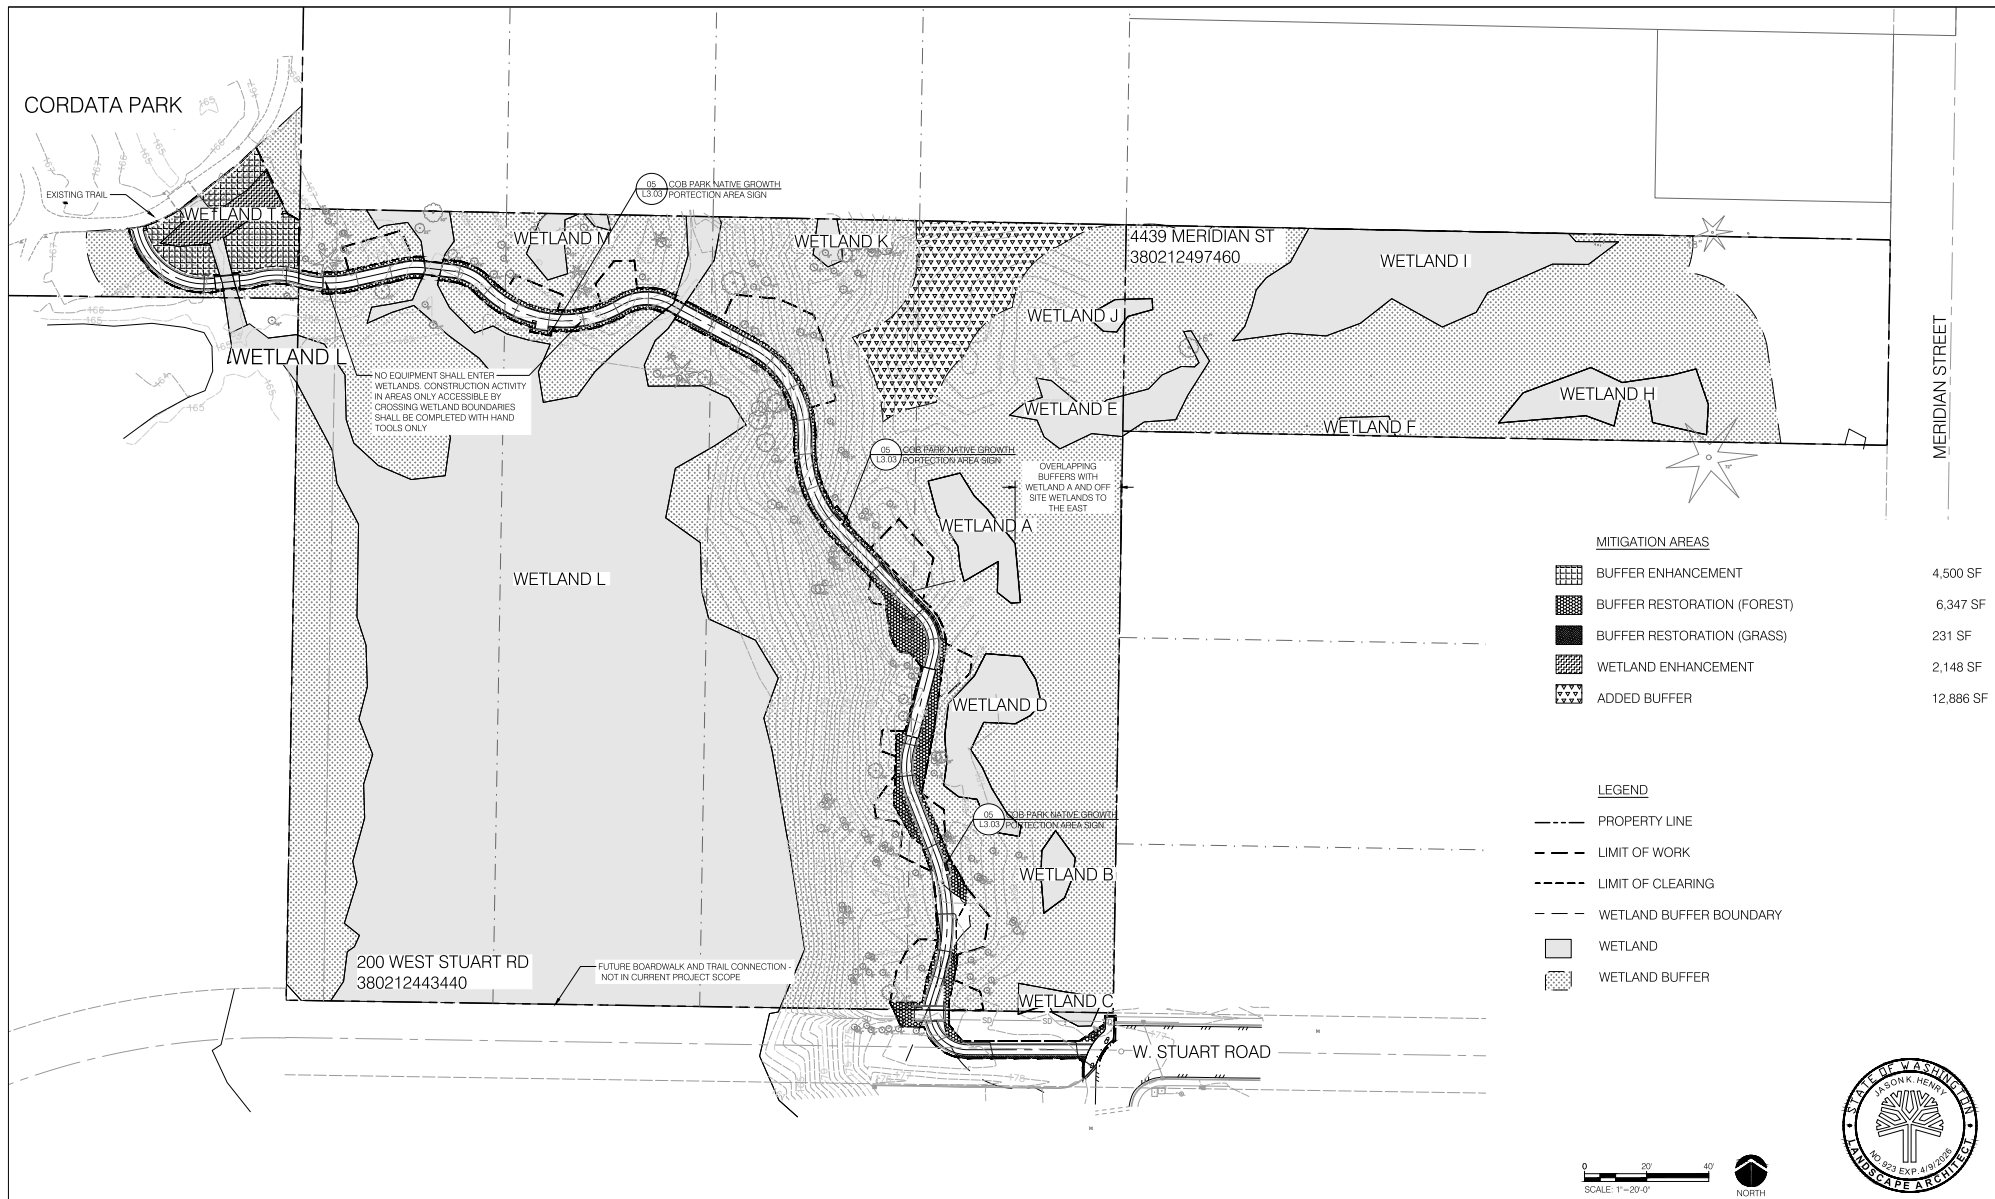 CORDATA PARK
EXISTING TRAIL
WETLAND T
05
L3.03
COB PARK NATIVE GROWTH
PORTECTION AREA SIGN
WETLAND M
WETLAND K
4439 MERIDIAN ST
380212497460
WETLAND I
WETLAND J
WETLAND L
NO EQUIPMENT SHALL ENTER
WETLANDS. CONSTRUCTION ACTIVITY
IN AREAS ONLY ACCESSIBLE BY
CROSSING WETLAND BOUNDARIES
SHALL BE COMPLETED WITH HAND
TOOLS ONLY
WETLAND E
WETLAND H
WETLAND F
MERIDIAN STREET
05
L3.03
COB PARK NATIVE GROWTH
PORTECTION AREA SIGN
OVERLAPPING
BUFFERS WITH
WETLAND A AND OFF
SITE WETLANDS TO
THE EAST
WETLAND A
WETLAND L
WETLAND D
05
L3.03
COB PARK NATIVE GROWTH
PORTECTION AREA SIGN
WETLAND B
200 WEST STUART RD
380212443440
FUTURE BOARDWALK AND TRAIL CONNECTION -
NOT IN CURRENT PROJECT SCOPE
WETLAND C
W. STUART ROAD
MITIGATION AREAS
BUFFER ENHANCEMENT 4,500 SF
BUFFER RESTORATION (FOREST) 6,347 SF
BUFFER RESTORATION (GRASS) 231 SF
WETLAND ENHANCEMENT 2,148 SF
ADDED BUFFER 12,886 SF
LEGEND
PROPERTY LINE
LIMIT OF WORK
LIMIT OF CLEARING
WETLAND BUFFER BOUNDARY
WETLAND
WETLAND BUFFER
0 20' 40'
SCALE: 1"=20'-0"
NORTH
STATE OF WASHINGTON
JASON K. HENRY
NO. 923 EXP. 4/9/2026
LANDSCAPE ARCHITECT